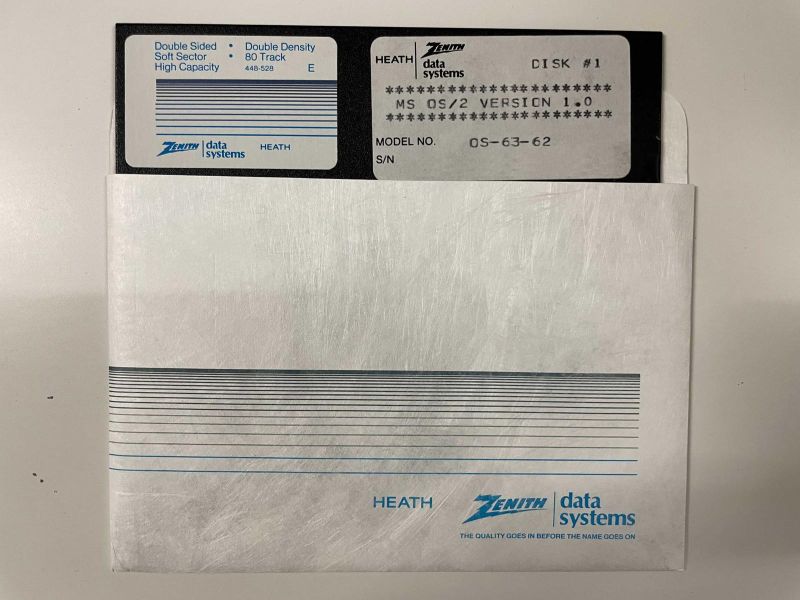 Double Sided • Double Density
Soft Sector • 80 Track
High Capacity 448-528 E
ZENITH data systems HEATH
HEATH ZENITH data systems
DISK #1
**************************
MS OS/2 VERSION 1.0
**************************
MODEL NO. OS-63-62
S/N
HEATH ZENITH data systems
THE QUALITY GOES IN BEFORE THE NAME GOES ON